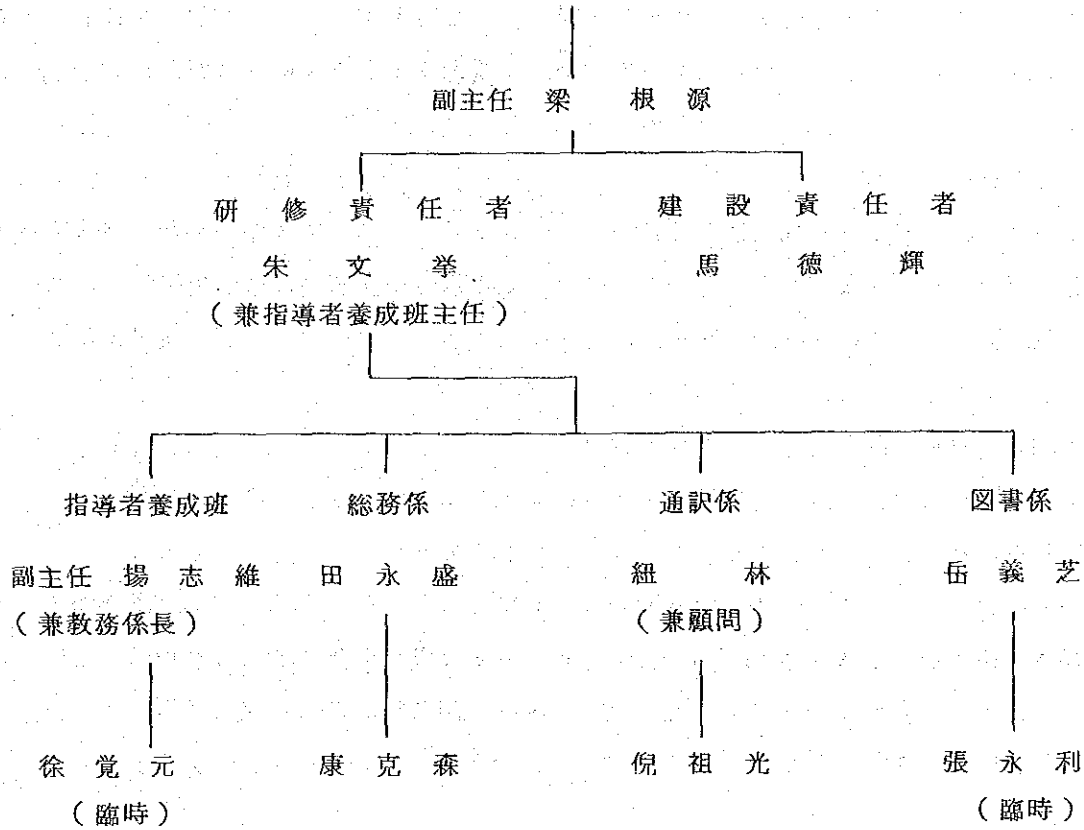 副主任 梁 根 源
研 修 責 任 者 建 設 責 任 者
朱 文 挙 馬 徳 輝
(兼指導者養成班主任)
指導者養成班 総務係 通訳係 図書係
副主任 揚 志 維 田 永 盛 紐 林 岳 義 芝
(兼教務係長) (兼顧問)
徐 覚 元 康 克 森 倪 祖 光 張 永 利
(臨時) (臨時)